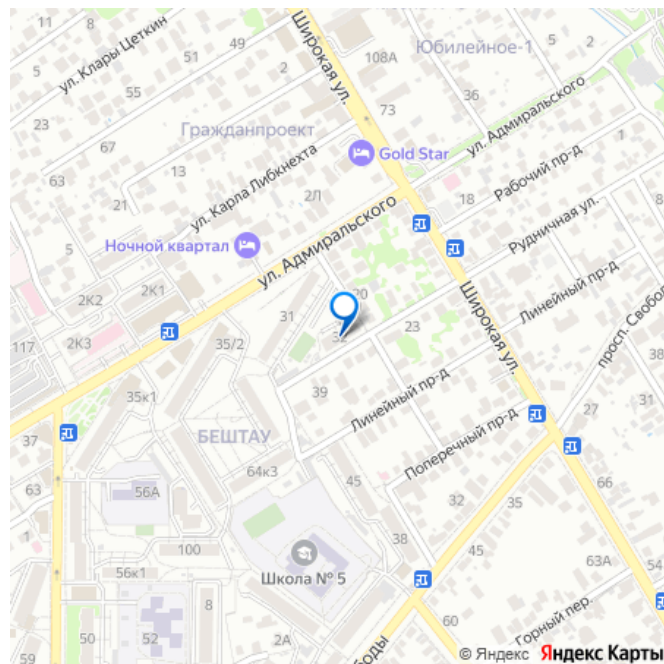 11
8
ул. Клары Цеткин
5
51
49
2
Широкая ул.
108А
Юбилейное-1
5
2
36
55
73
23
67
Гражданпроект
ул. Адмиральского
1
Gold Star
63
13
ул. Карла Либкнехта
21
2Л
18
Рабочий пр-д
Рудничная ул.
5
Ночной квартал
ул. Адмиральского
Линейный пр-д
2К2
2К1
20
Широкая ул.
31
32
23
просп. Свобод
117
2К3
35/2
38
35к1
39
Линейный пр-д
27
37
БЕШТАУ
Поперечный пр-д
64к3
63
56А
45
32
35
66
1
100
38
45
Школа № 5
63А
56к1
54
8
60
Горный пер.
50
52
2А
59
БОДЫ
© Яндекс Яндекс Карты